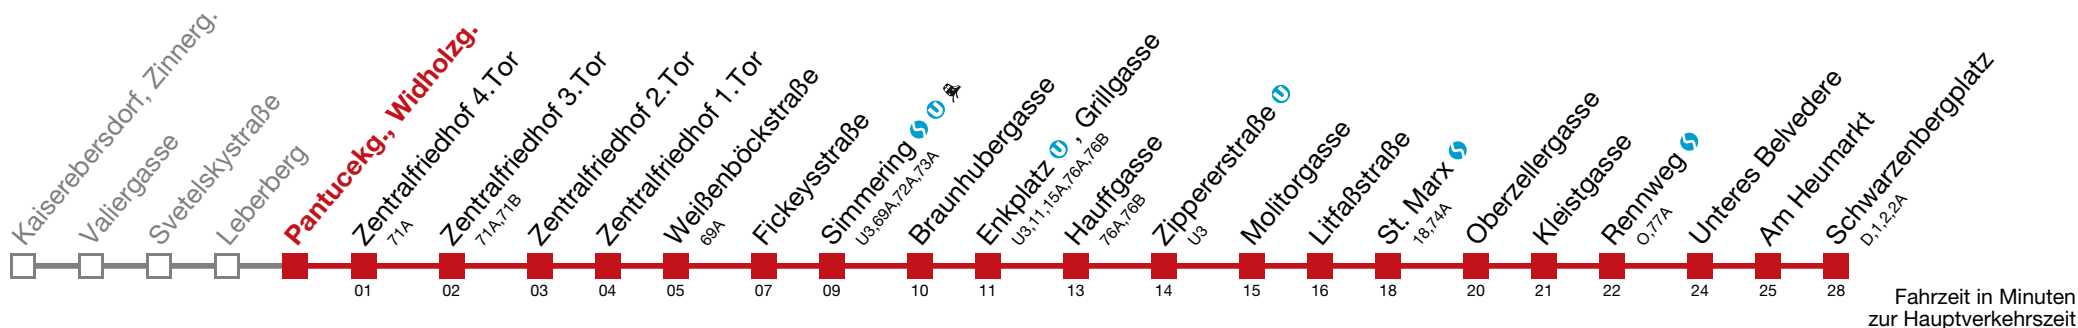 Kaiserebersdorf, Zinnerg.
Valiergasse
Svetelskystraße
Leberberg
Pantucekg., Widholzg.
Zentralfriedhof 4.Tor
71A
Zentralfriedhof 3.Tor
71A,71B
Zentralfriedhof 2.Tor
Zentralfriedhof 1.Tor
Weißenböckstraße
69A
Fickeysstraße
Simmering S U
U3,69A,72A,73A
Braunhubergasse
Enkplatz U , Grillgasse
U3,11,15A,76A,76B
Hauffgasse
76A,76B
Zippererstraße U
U3
Molitorgasse
Litfaßstraße
St. Marx S
18,74A
Oberzellergasse
Kleistgasse
Rennweg S
O,77A
Unteres Belvedere
Am Heumarkt
Schwarzenbergplatz
D,1,2,2A
01 02 03 04 05 07 09 10 11 13 14 15 16 18 20 21 22 24 25 28
Fahrzeit in Minuten
zur Hauptverkehrszeit